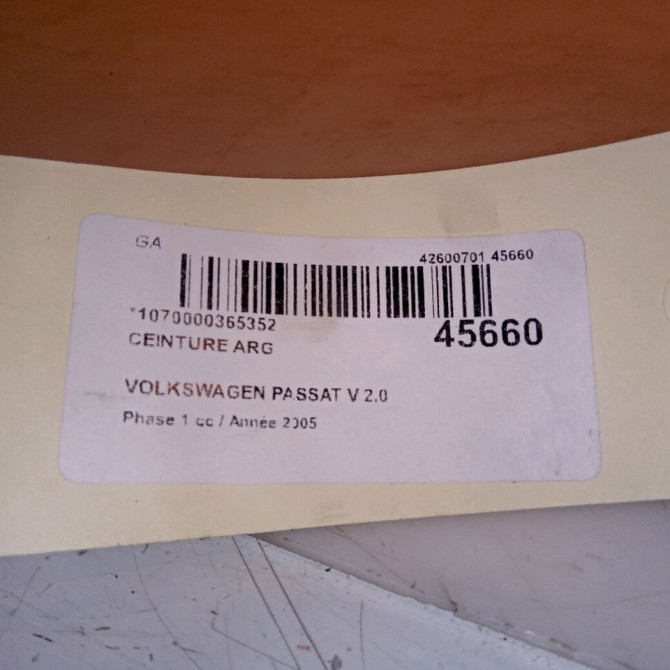 GA
42600701 45660
*1070000365352
45660
CEINTURE ARG
VOLKSWAGEN PASSAT V 2.0
Phase 1 cc / Année 2005